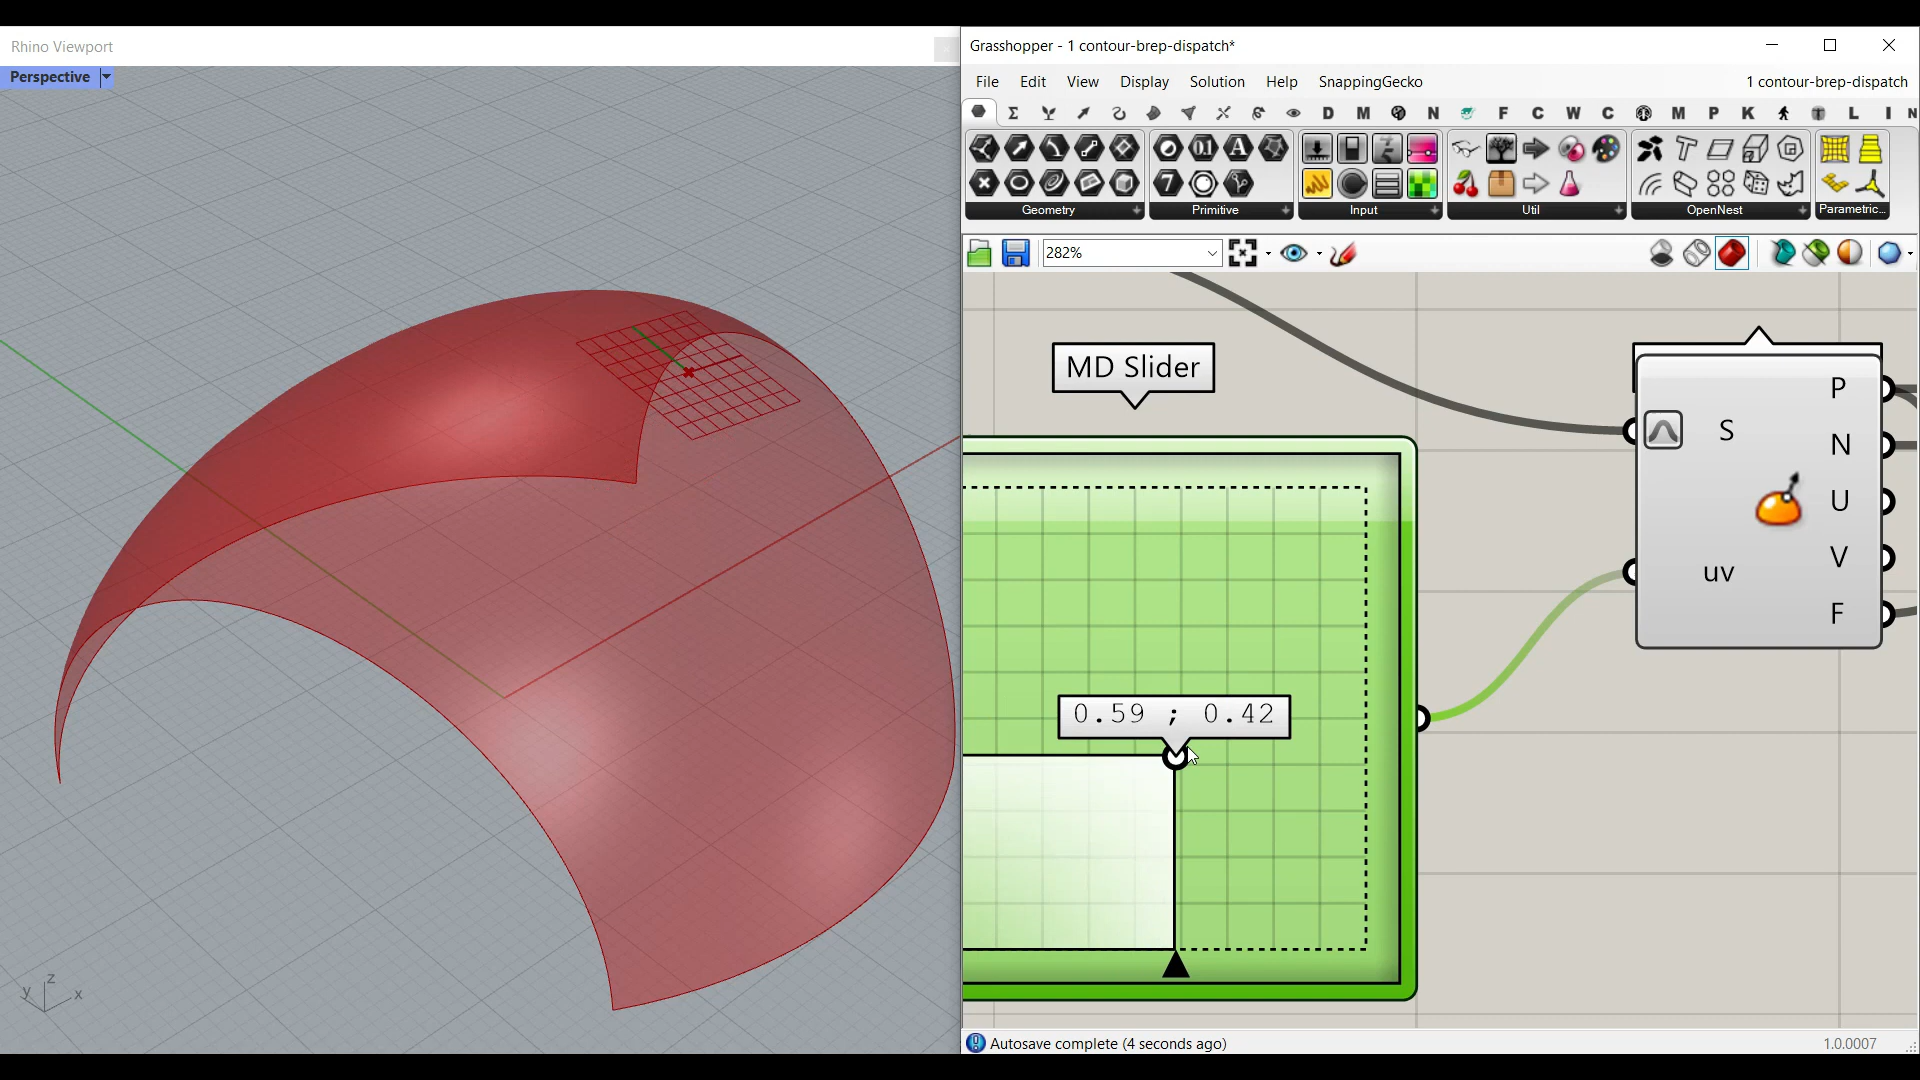 Rhino Viewport
Perspective
y z x
Grasshopper - 1 contour-brep-dispatch*
File Edit View Display Solution Help SnappingGecko 1 contour-brep-dispatch
D M N F C W C M P K L I N
Geometry Primitive Input Util OpenNest Parametric...
282%
MD Slider
0.59 ; 0.42
S
uv
P
N
U
V
F
Autosave complete (4 seconds ago) 1.0.0007